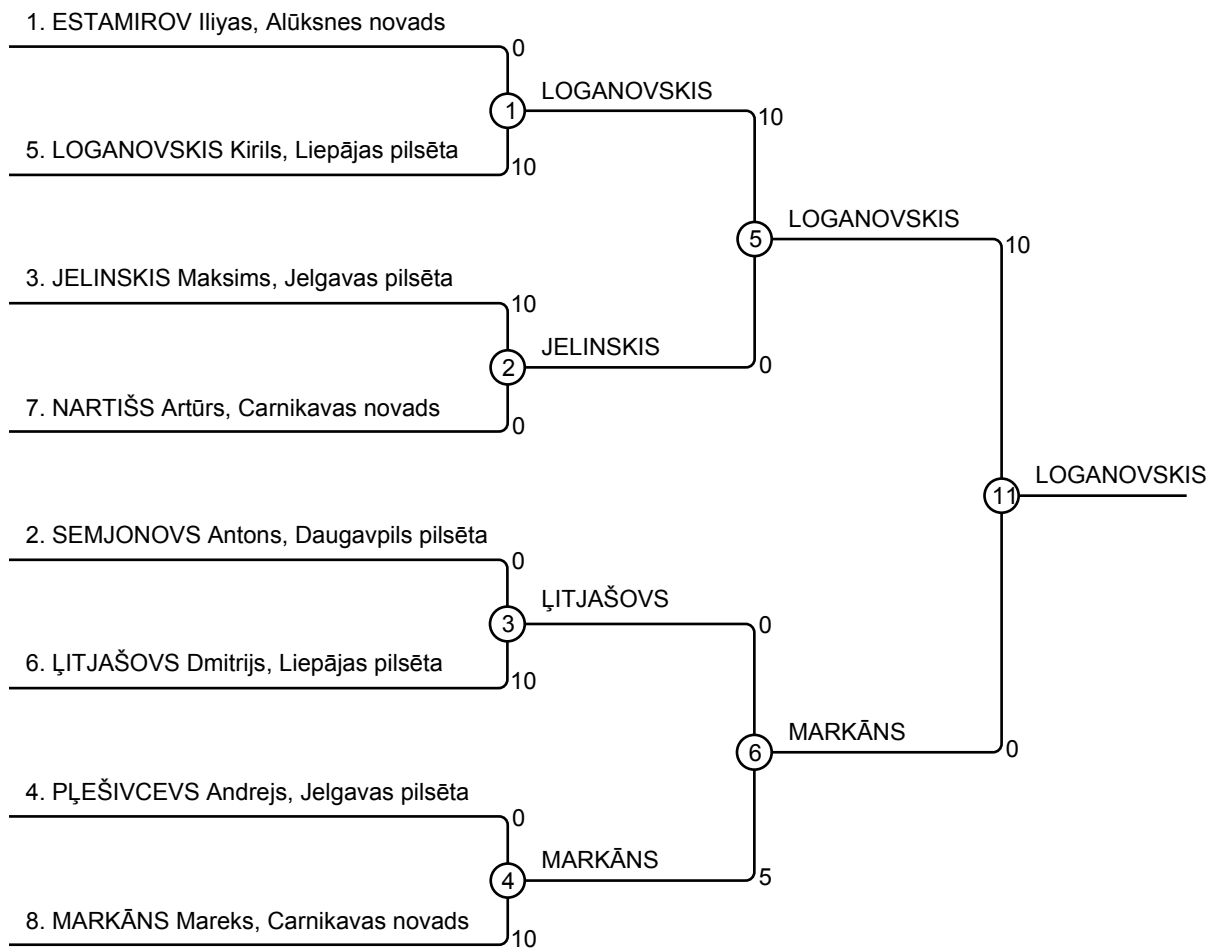 1. ESTAMIROV Iliyas, Alūksnes novads
0
LOGANOVSKIS
1
10
5. LOGANOVSKIS Kirils, Liepājas pilsēta
10
LOGANOVSKIS
5
10
3. JELINSKIS Maksims, Jelgavas pilsēta
10
JELINSKIS
2
0
7. NARTIŠS Artūrs, Carnikavas novads
0
LOGANOVSKIS
11
2. SEMJONOVS Antons, Daugavpils pilsēta
0
ĻITJAŠOVS
3
0
6. ĻITJAŠOVS Dmitrijs, Liepājas pilsēta
10
MARKĀNS
6
0
4. PĻEŠIVCEVS Andrejs, Jelgavas pilsēta
0
MARKĀNS
4
5
8. MARKĀNS Mareks, Carnikavas novads
10